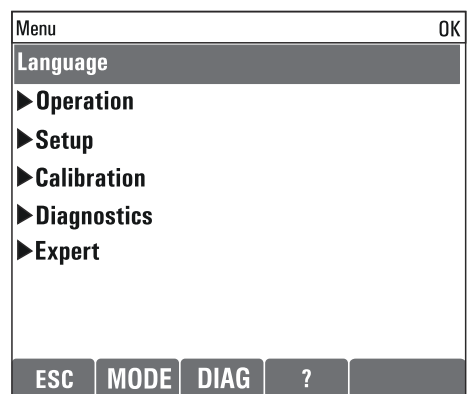 Menu OK
Language
▶Operation
▶Setup
▶Calibration
▶Diagnostics
▶Expert
ESC MODE DIAG ?